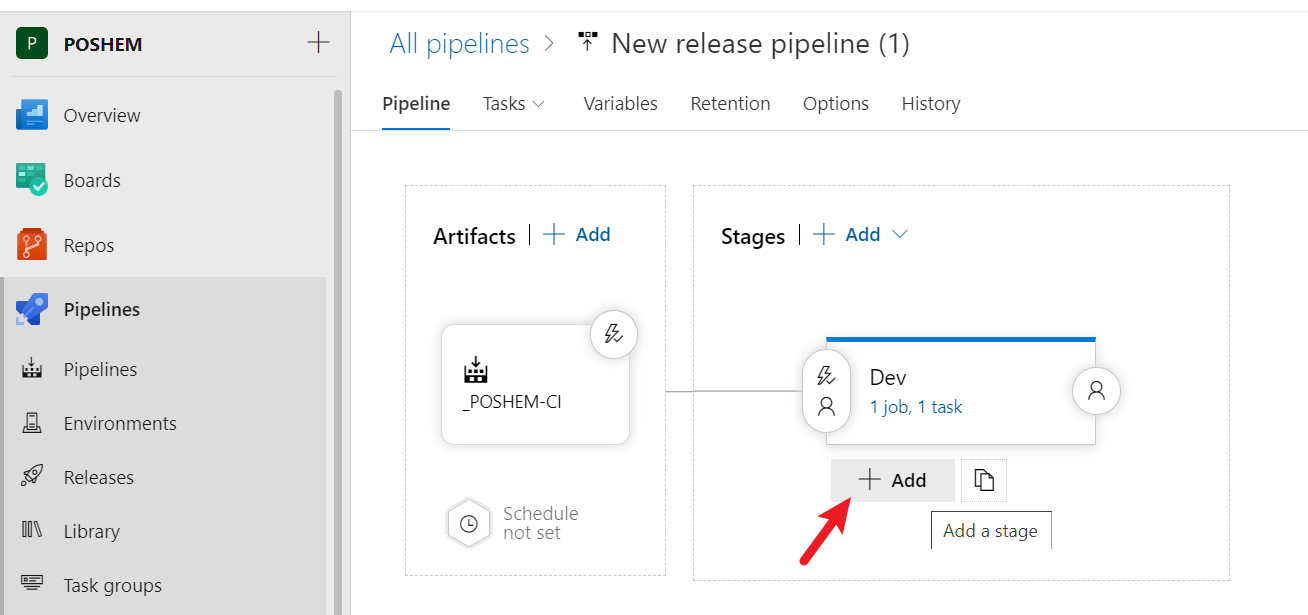 P POSHEM
Overview
Boards
Repos
Pipelines
Pipelines
Environments
Releases
Library
Task groups
All pipelines > New release pipeline (1)
Pipeline Tasks Variables Retention Options History
Artifacts | + Add
_POSHEM-CI
Schedule
not set
Stages | + Add
Dev
1 job, 1 task
+ Add
Add a stage